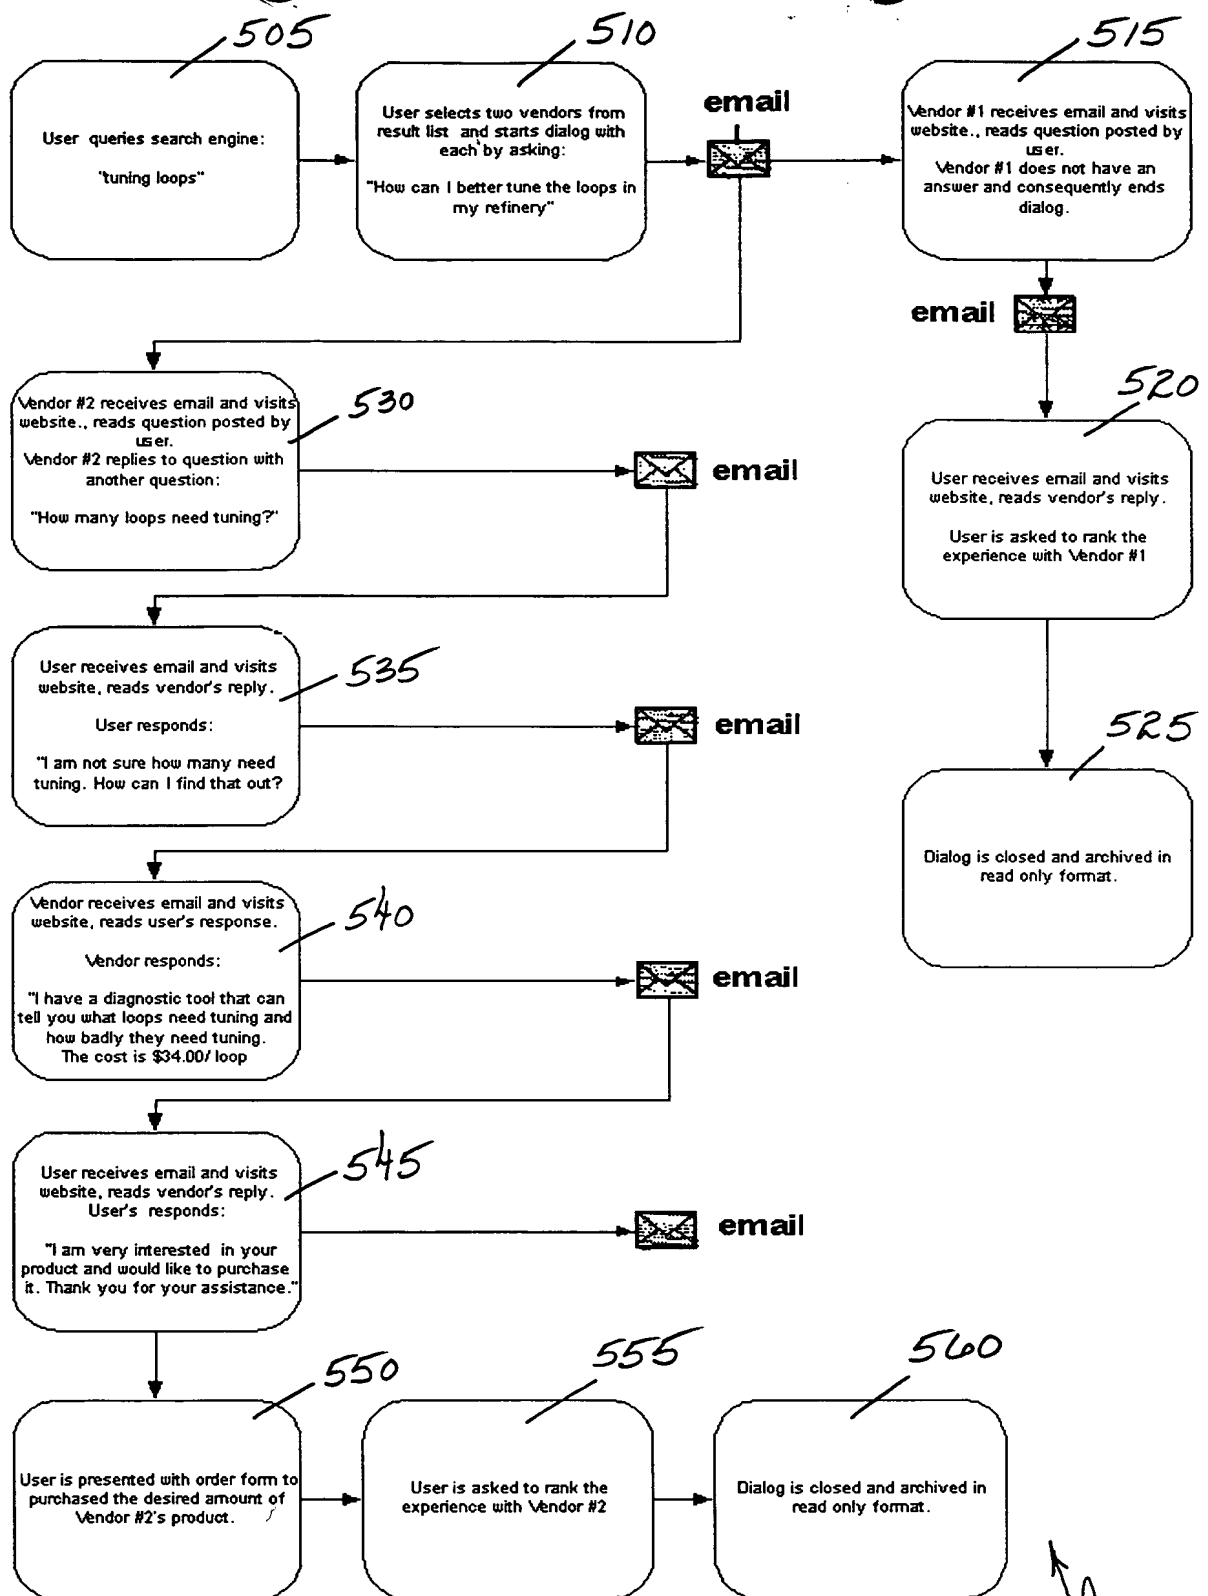 505
User queries search engine:
"tuning loops"
510
User selects two vendors from
result list and starts dialog with
each by asking:
"How can I better tune the loops in
my refinery"
email
515
Vendor #1 receives email and visits
website., reads question posted by
user.
Vendor #1 does not have an
answer and consequently ends
dialog.
email
520
User receives email and visits
website, reads vendor's reply.
User is asked to rank the
experience with Vendor #1
525
Dialog is closed and archived in
read only format.
530
Vendor #2 receives email and visits
website., reads question posted by
user.
Vendor #2 replies to question with
another question:
"How many loops need tuning?"
email
535
User receives email and visits
website, reads vendor's reply.
User responds:
"I am not sure how many need
tuning. How can I find that out?
email
540
Vendor receives email and visits
website, reads user's response.
Vendor responds:
"I have a diagnostic tool that can
tell you what loops need tuning and
how badly they need tuning.
The cost is $34.00/ loop
email
545
User receives email and visits
website, reads vendor's reply.
User's responds:
"I am very interested in your
product and would like to purchase
it. Thank you for your assistance."
email
550
User is presented with order form to
purchased the desired amount of
Vendor #2's product.
555
User is asked to rank the
experience with Vendor #2
560
Dialog is closed and archived in
read only format.